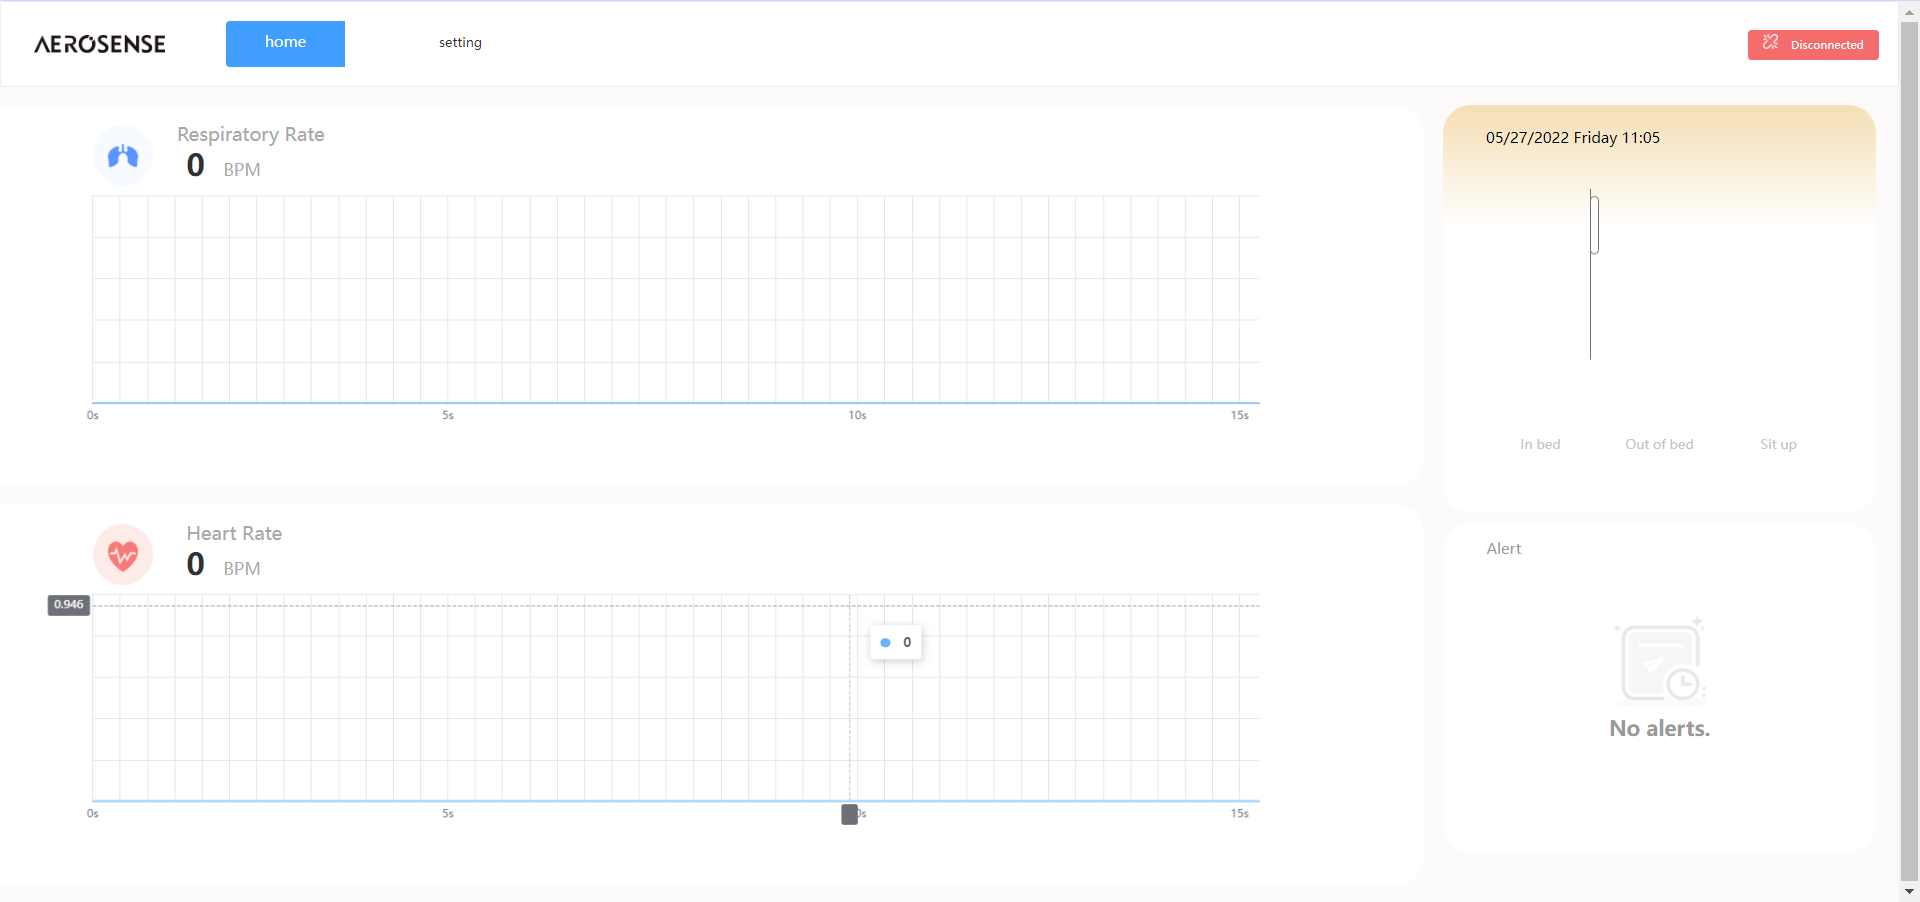 AEROSENSE
home
setting
Disconnected
Respiratory Rate
0 BPM
0s 5s 10s 15s
05/27/2022 Friday 11:05
In bed Out of bed Sit up
Heart Rate
0 BPM
0.946
0
0s 5s 0s 15s
Alert
No alerts.